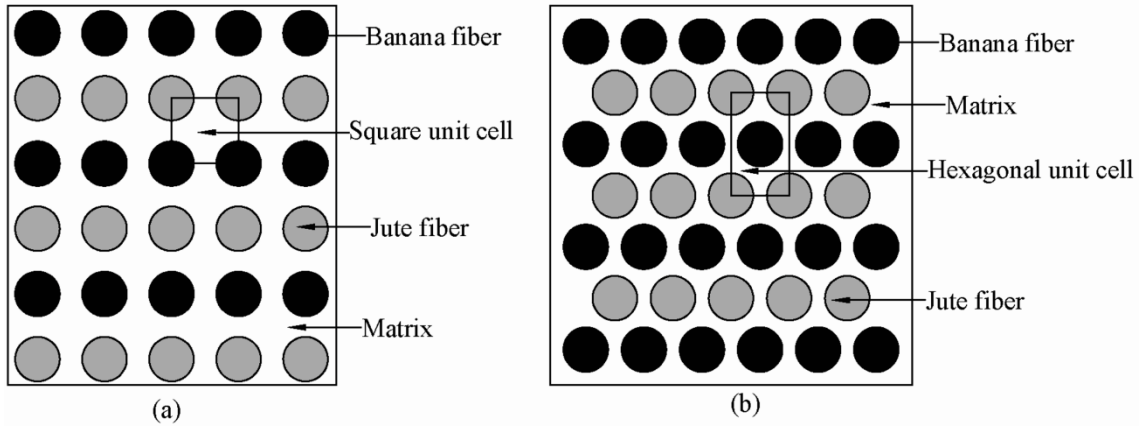 Banana fiber
Square unit cell
Jute fiber
Matrix
(a)
Banana fiber
Matrix
Hexagonal unit cell
Jute fiber
(b)